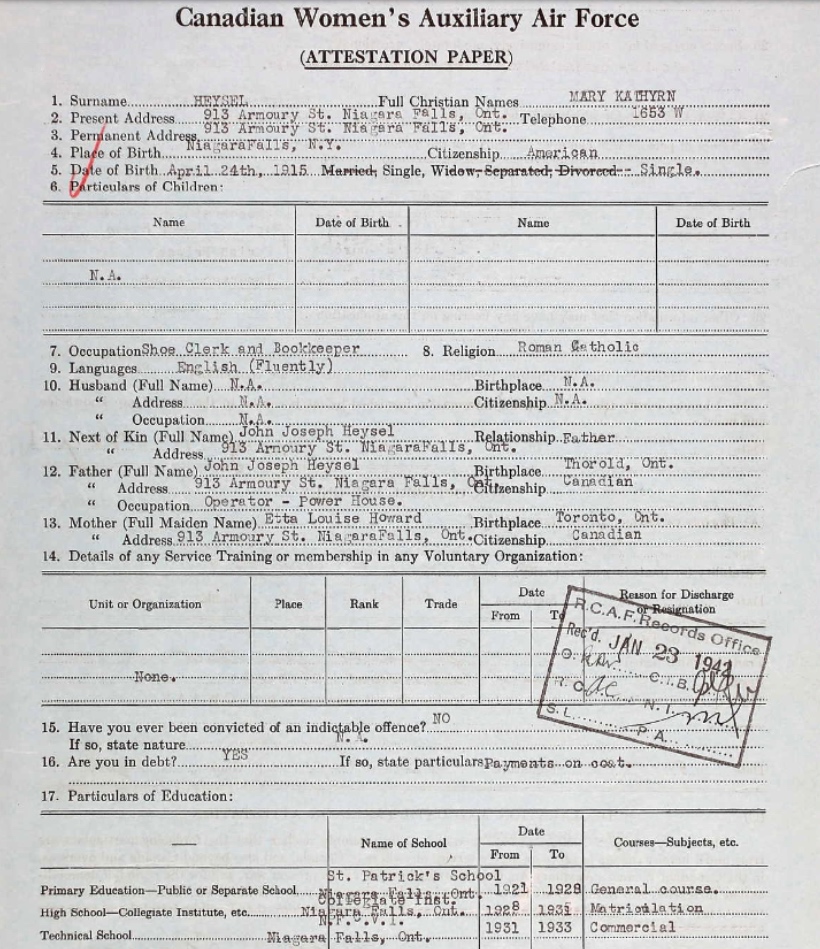 Canadian Women's Auxiliary Air Force
(ATTESTATION PAPER)
1. Surname HEYSEL Full Christian Names MARY KATHYRN
2. Present Address 913 Armoury St. Niagara Falls, Ont. Telephone 1653 W
3. Permanent Address 913 Armoury St. Niagara Falls, Ont.
4. Place of Birth NiagaraFalls, N.Y. Citizenship American
5. Date of Birth April 24th, 1915 Married, Single, Widow, Separated, Divorced:- Single.
6. Particulars of Children:
Name Date of Birth Name Date of Birth
N.A.
7. Occupation Shoe Clerk and Bookkeeper 8. Religion Roman Catholic
9. Languages English (Fluently)
10. Husband (Full Name) N.A. Birthplace N.A.
" Address N.A. Citizenship N.A.
" Occupation N.A.
11. Next of Kin (Full Name) John Joseph Heysel Relationship Father
" Address 913 Armoury St. NiagaraFalls, Ont.
12. Father (Full Name) John Joseph Heysel Birthplace Thorold, Ont.
" Address 913 Armoury St. Niagara Falls, Ont. Citizenship Canadian
" Occupation Operator - Power House.
13. Mother (Full Maiden Name) Etta Louise Howard Birthplace Toronto, Ont.
" Address 913 Armoury St. NiagaraFalls, Ont. Citizenship Canadian
14. Details of any Service Training or membership in any Voluntary Organization:
Unit or Organization Place Rank Trade Date From To Reason for Discharge or Resignation
None.
R.C.A.F. Records Office
Rec'd. JAN 23 1942
O. C.I.B.
R.O. N.I.
S.L. P.A.
15. Have you ever been convicted of an indictable offence? NO
If so, state nature N.A.
16. Are you in debt? YES If so, state particulars Payments on coat.
17. Particulars of Education:
Name of School Date From To Courses—Subjects, etc.
St. Patrick's School
Primary Education—Public or Separate School Niagara Falls, Ont. 1921 1928 General course.
Collegiate Inst.
High School—Collegiate Institute, etc. Niagara Falls, Ont. 1928 1931 Matriculation
N.F.C.V.I. 1931 1933 Commercial
Technical School Niagara Falls, Ont.